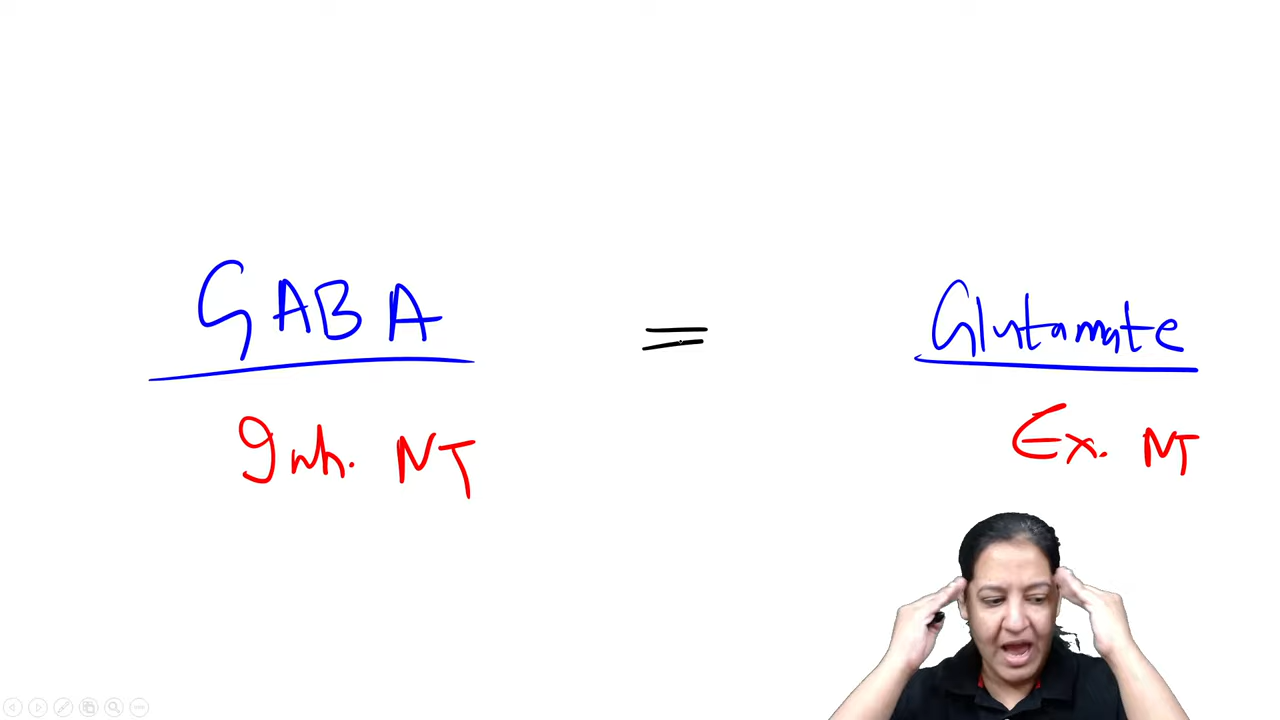 GABA = Glutamate
Inh. NT Ex. NT